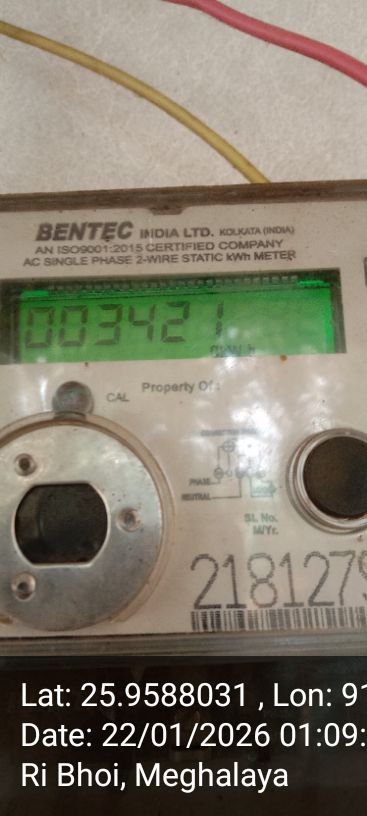 BENTEC INDIA LTD. KOLKATA (INDIA)
AN ISO9001:2015 CERTIFIED COMPANY
AC SINGLE PHASE 2-WIRE STATIC kWh METER
003421
kW h
CAL
Property Of :
PHASE
NEUTRAL
SL No.
M/Yr.
2181279
Lat: 25.9588031 , Lon: 91
Date: 22/01/2026 01:09:
Ri Bhoi, Meghalaya